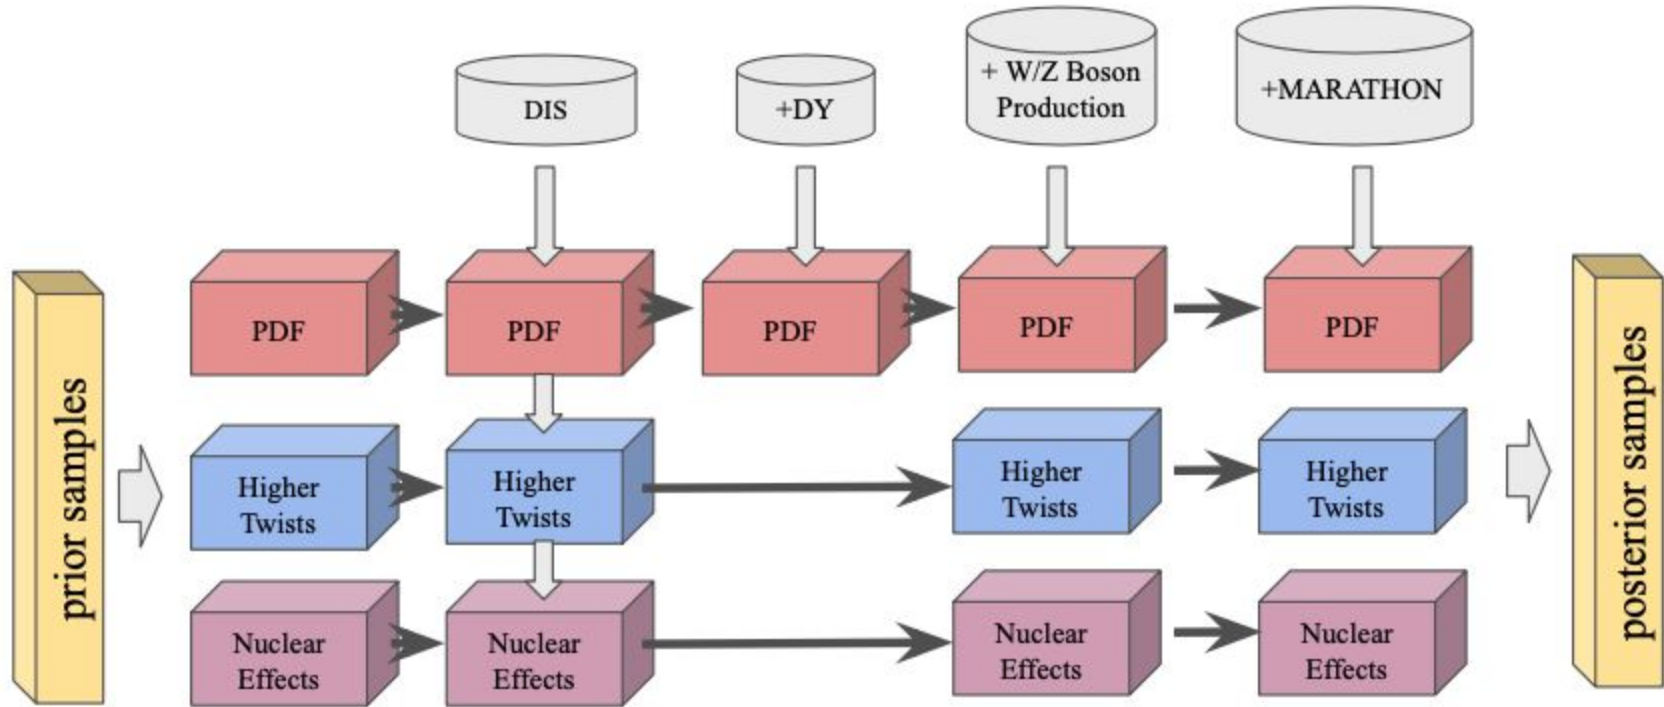 DIS
+DY
+ W/Z Boson
Production
+MARATHON
prior samples
PDF
PDF
PDF
PDF
PDF
Higher
Twists
Higher
Twists
Higher
Twists
Higher
Twists
Nuclear
Effects
Nuclear
Effects
Nuclear
Effects
Nuclear
Effects
posterior samples